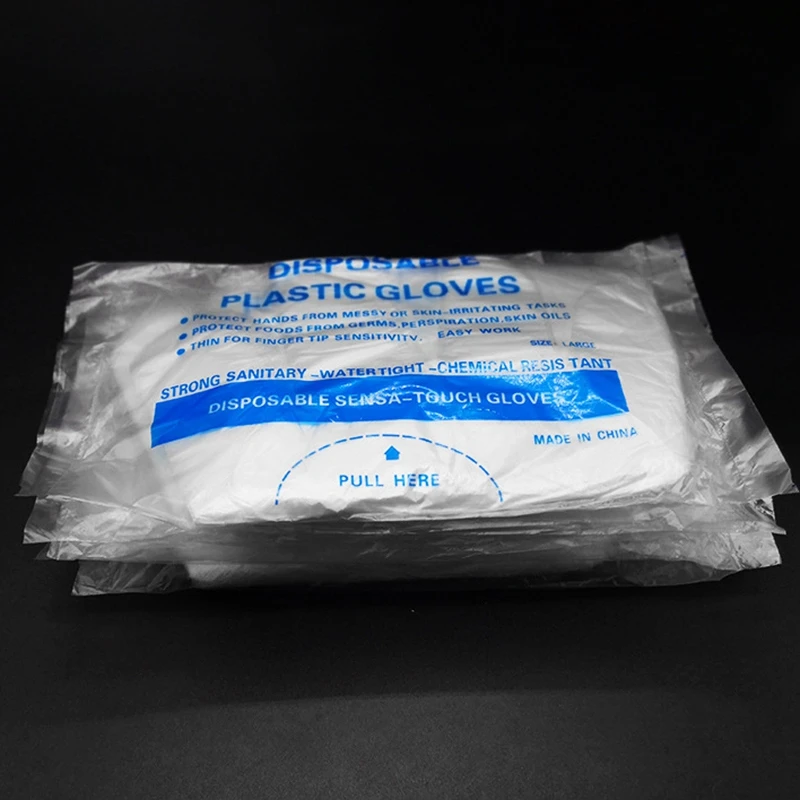 DISPOSABLE
PLASTIC GLOVES
● PROTECT HANDS FROM MESSY OR SKIN-IRRITATING TASKS
● PROTECT FOODS FROM GERMS,PERSPIRATION,SKIN OILS
● THIN FOR FINGER TIP SENSITIVITY. EASY WORK
SIZE: LARGE
STRONG SANITARY -WATERTIGHT -CHEMICAL RESIS TANT
DISPOSABLE SENSA-TOUCH GLOVES
MADE IN CHINA
PULL HERE